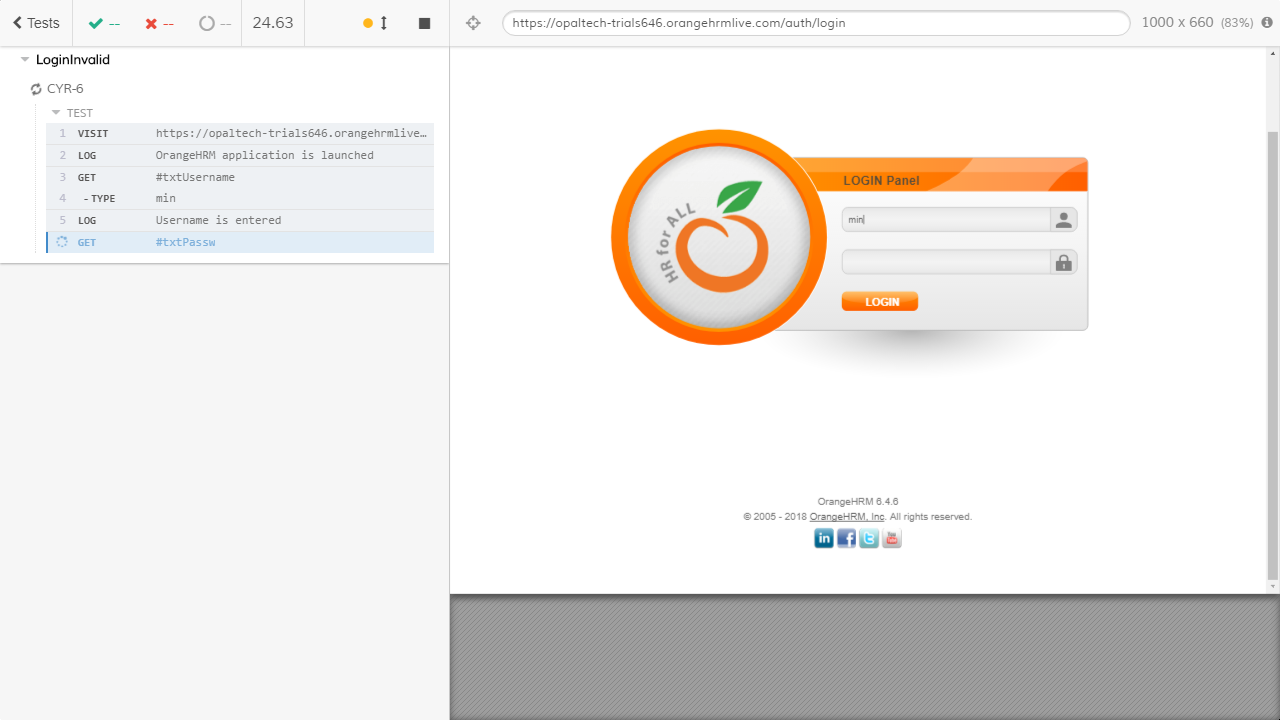 Tests -- -- -- 24.63
https://opaltech-trials646.orangehrmlive.com/auth/login
1000 x 660 (83%)
LoginInvalid
CYR-6
TEST
1 VISIT https://opaltech-trials646.orangehrmlive…
2 LOG OrangeHRM application is launched
3 GET #txtUsername
4 - TYPE min
5 LOG Username is entered
GET #txtPassw
HR for ALL
LOGIN Panel
min
LOGIN
OrangeHRM 6.4.6
© 2005 - 2018 OrangeHRM, Inc. All rights reserved.
in f t You Tube